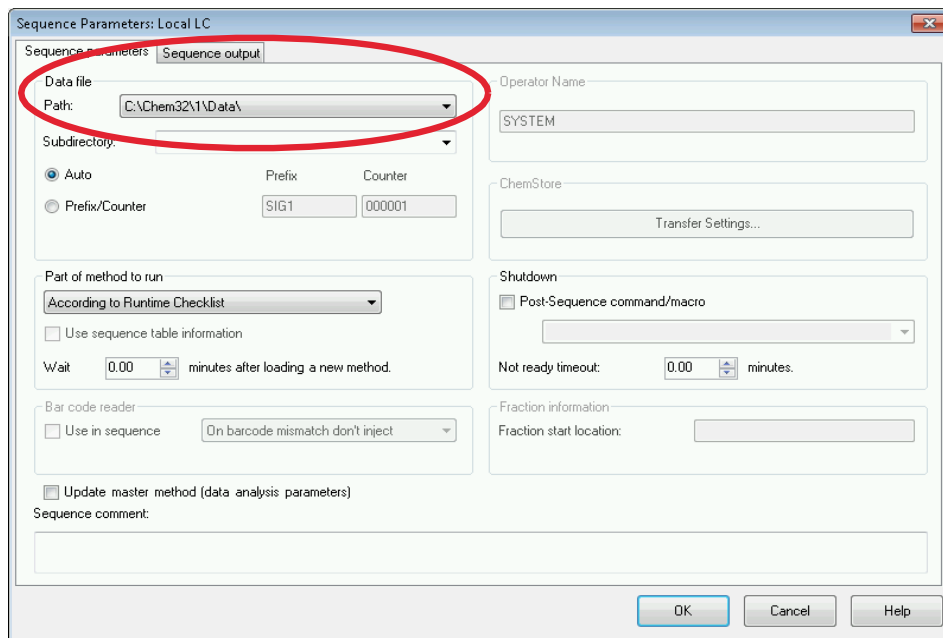 Sequence Parameters: Local LC
Sequence parameters Sequence output
Data file
Path: C:\Chem32\1\Data\
Subdirectory:
Auto Prefix Counter
Prefix/Counter SIG1 000001
Operator Name
SYSTEM
ChemStore
Transfer Settings...
Part of method to run
According to Runtime Checklist
Use sequence table information
Wait 0.00 minutes after loading a new method.
Shutdown
Post-Sequence command/macro
Not ready timeout: 0.00 minutes.
Bar code reader
Use in sequence On barcode mismatch don't inject
Fraction information
Fraction start location:
Update master method (data analysis parameters)
Sequence comment:
OK Cancel Help